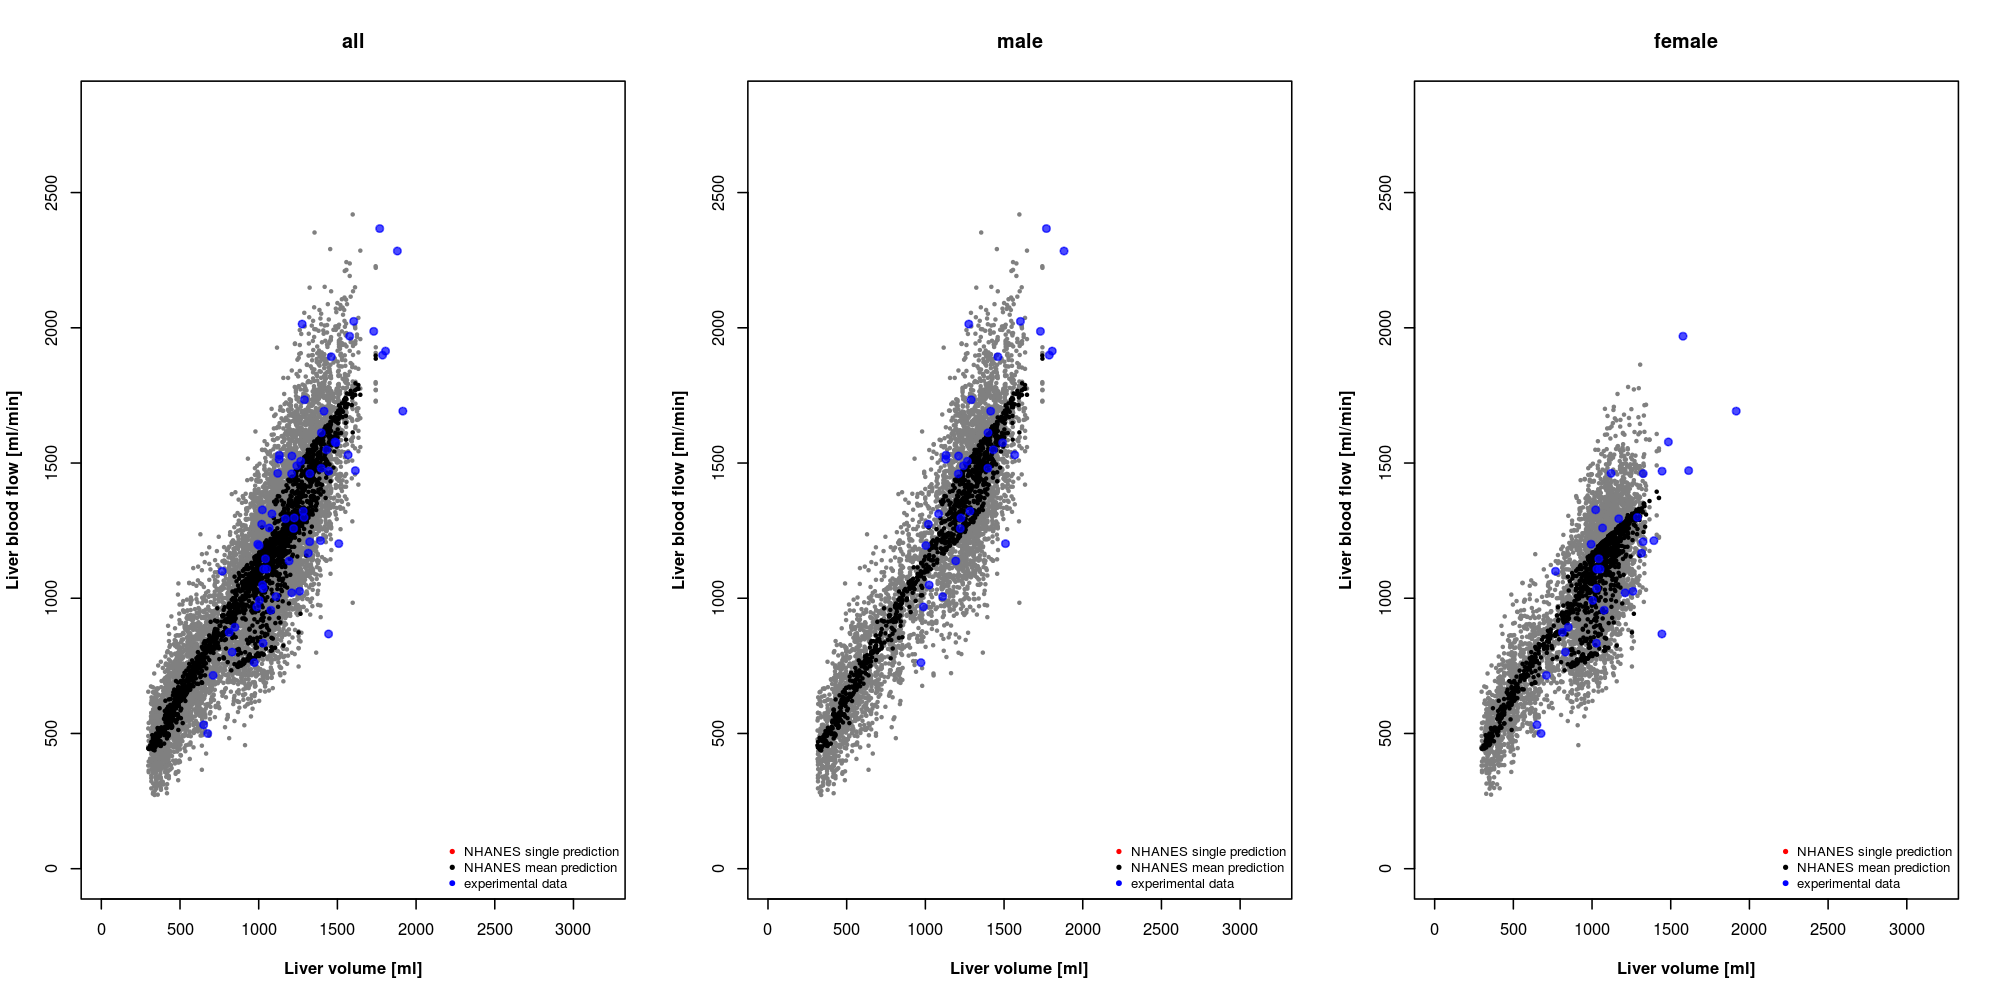 all
Liver blood flow [ml/min]
2500
2000
1500
1000
500
0
NHANES single prediction
NHANES mean prediction
experimental data
0 500 1000 1500 2000 2500 3000
Liver volume [ml]
male
Liver blood flow [ml/min]
2500
2000
1500
1000
500
0
NHANES single prediction
NHANES mean prediction
experimental data
0 500 1000 1500 2000 2500 3000
Liver volume [ml]
female
Liver blood flow [ml/min]
2500
2000
1500
1000
500
0
NHANES single prediction
NHANES mean prediction
experimental data
0 500 1000 1500 2000 2500 3000
Liver volume [ml]